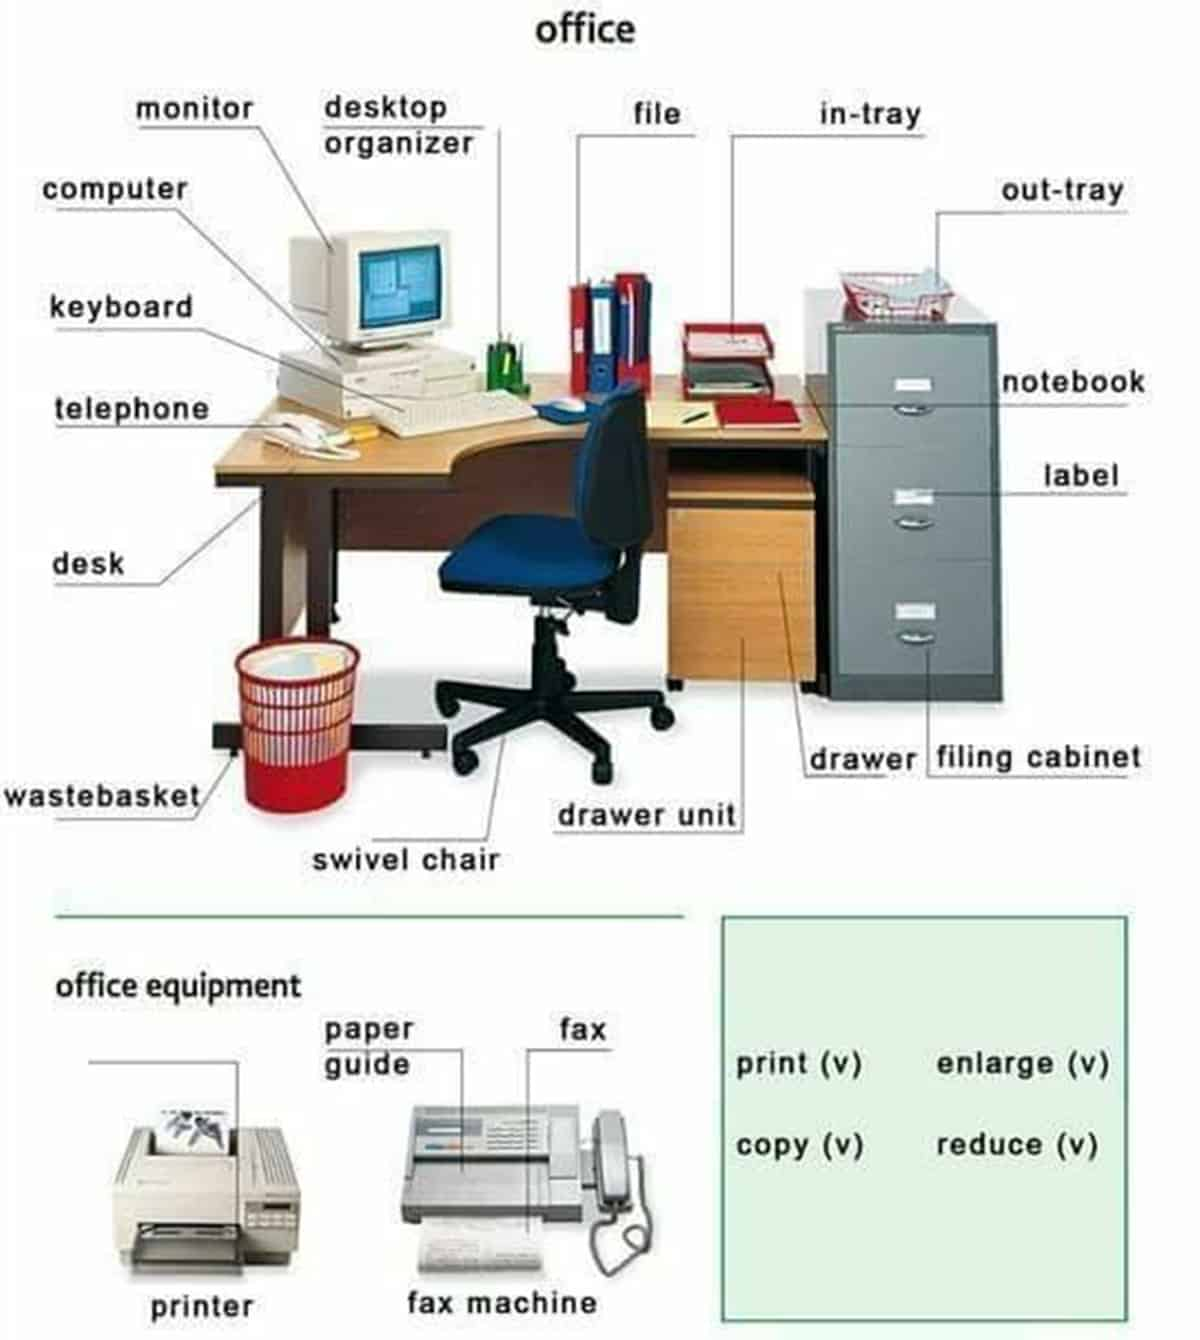 office
monitor
desktop
organizer
file
in-tray
computer
out-tray
keyboard
notebook
telephone
label
desk
drawer
filing cabinet
wastebasket
drawer unit
swivel chair
office equipment
paper
guide
fax
print (v)
enlarge (v)
copy (v)
reduce (v)
printer
fax machine